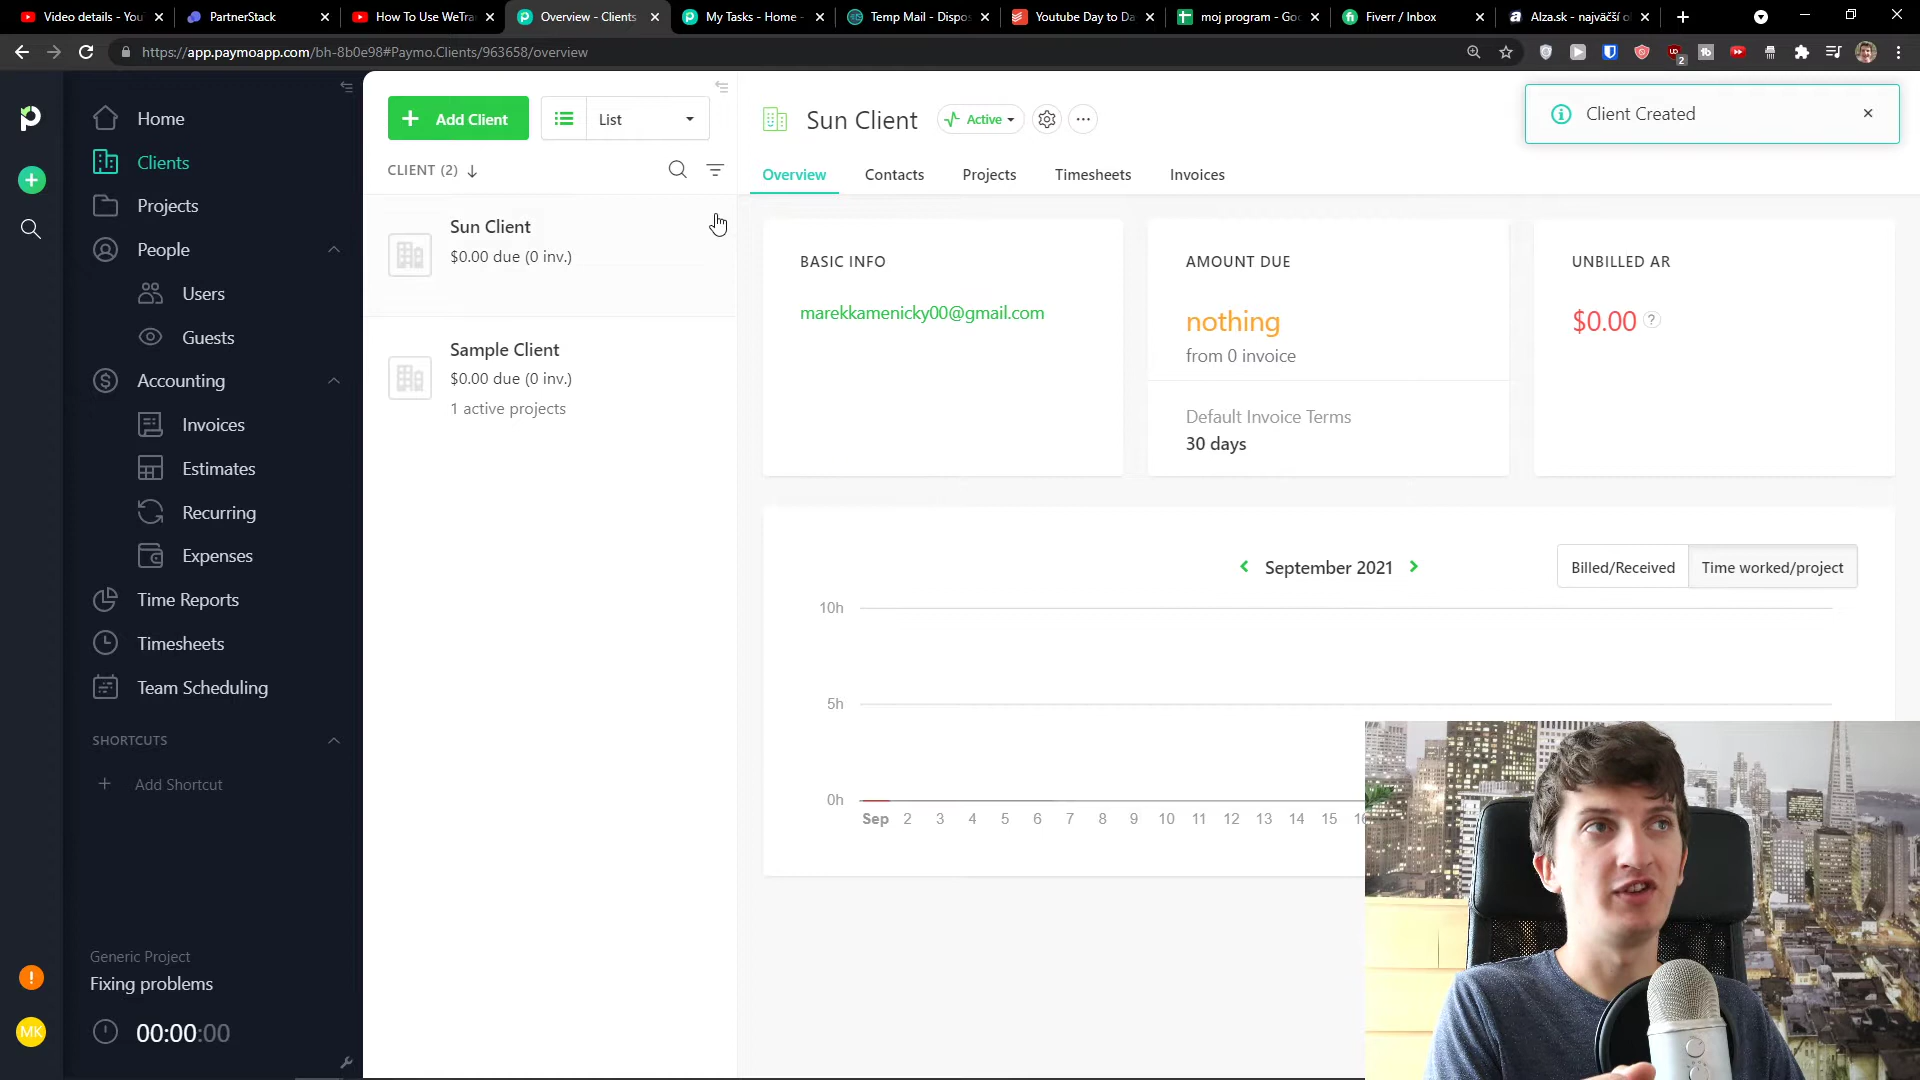 Video details - You
PartnerStack
How To Use WeTra
Overview - Clients
My Tasks - Home -
Temp Mail - Dispos
Youtube Day to Da
moj program - Goo
Fiverr / Inbox
Alza.sk - najväčší o
https://app.paymoapp.com/bh-8b0e98#Paymo.Clients/963658/overview
Home
Clients
Projects
People
Users
Guests
Accounting
Invoices
Estimates
Recurring
Expenses
Time Reports
Timesheets
Team Scheduling
SHORTCUTS
Add Shortcut
Generic Project
Fixing problems
MK
00:00:00
Add Client
List
CLIENT (2)
Sun Client
$0.00 due (0 inv.)
Sample Client
$0.00 due (0 inv.)
1 active projects
Sun Client
Active
Client Created
Overview
Contacts
Projects
Timesheets
Invoices
BASIC INFO
marekkamenicky00@gmail.com
AMOUNT DUE
nothing
from 0 invoice
Default Invoice Terms
30 days
UNBILLED AR
$0.00
September 2021
Billed/Received
Time worked/project
10h
5h
0h
Sep 2 3 4 5 6 7 8 9 10 11 12 13 14 15